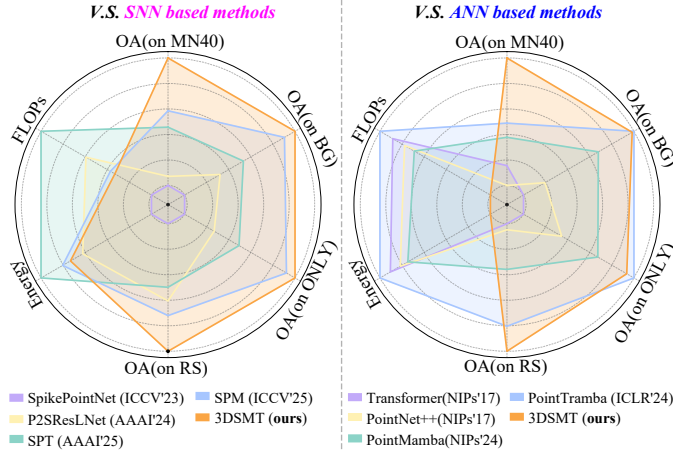 V.S. SNN based methods
OA(on MN40)
OA(on BG)
OA(on ONLY)
OA(on RS)
Energy
FLOPs
SpikePointNet (ICCV'23)
P2SResLNet (AAAI'24)
SPT (AAAI'25)
SPM (ICCV'25)
3DSMT (ours)
V.S. ANN based methods
OA(on MN40)
OA(on BG)
OA(on ONLY)
OA(on RS)
Energy
FLOPs
Transformer(NIPs'17)
PointNet++(NIPs'17)
PointMamba(NIPs'24)
PointTramba (ICLR'24)
3DSMT (ours)